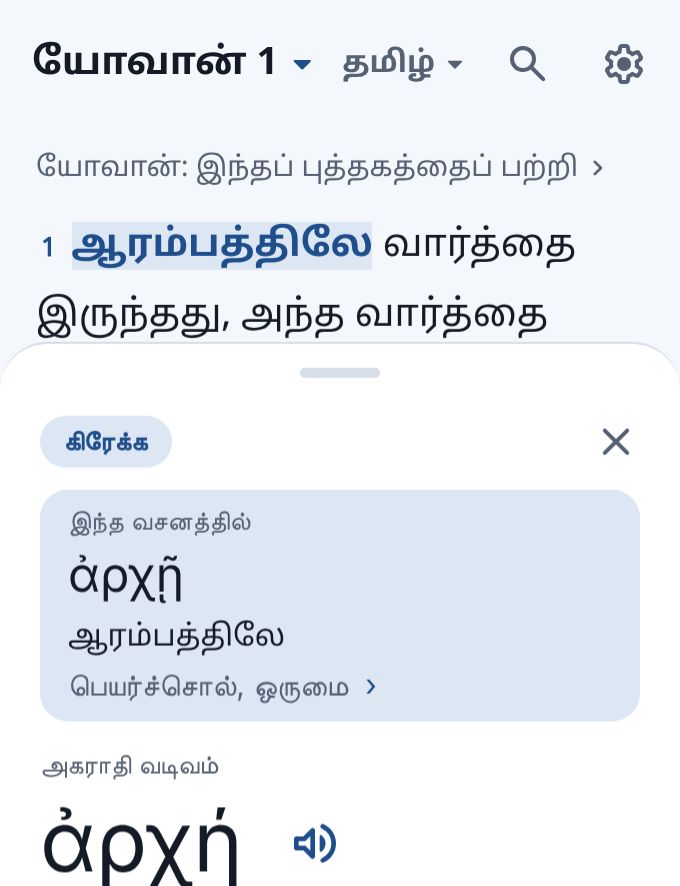 யோவான் 1 தமிழ்
யோவான்: இந்தப் புத்தகத்தைப் பற்றி
1 ஆரம்பத்திலே வார்த்தை
இருந்தது, அந்த வார்த்தை
கிரேக்க
இந்த வசனத்தில்
ἀρχῇ
ஆரம்பத்திலே
பெயர்ச்சொல், ஒருமை
அகராதி வடிவம்
ἀρχή